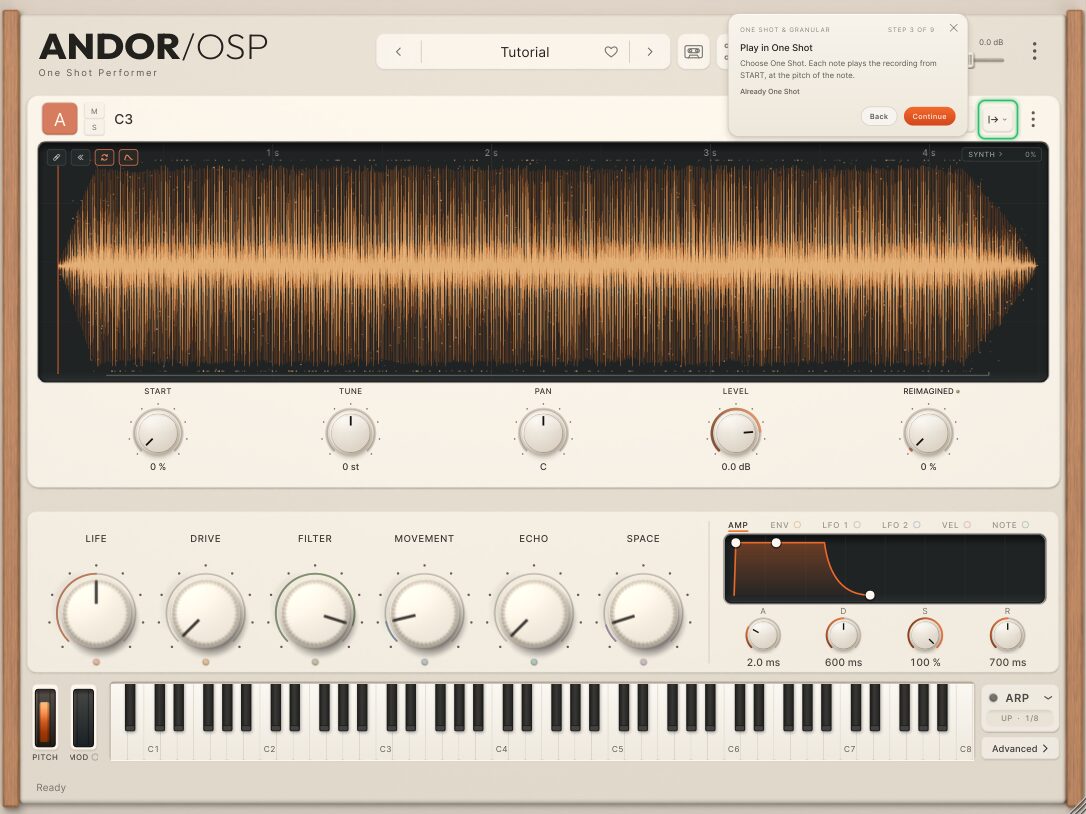 ANDOR/OSP
One Shot Performer
Tutorial
ONE SHOT & GRANULAR
STEP 3 OF 9
Play in One Shot
Choose One Shot. Each note plays the recording from
START, at the pitch of the note.
Already One Shot
Back
Continue
0.0 dB
A
M
S
C3
1 s
2 s
3 s
4 s
SYNTH
0%
START
TUNE
PAN
LEVEL
REIMAGINED
0 %
0 st
C
0.0 dB
0 %
LIFE
DRIVE
FILTER
MOVEMENT
ECHO
SPACE
AMP
ENV
LFO 1
LFO 2
VEL
NOTE
A
D
S
R
2.0 ms
600 ms
100 %
700 ms
PITCH
MOD
C1
C2
C3
C4
C5
C6
C7
C8
ARP
UP · 1/8
Advanced
Ready